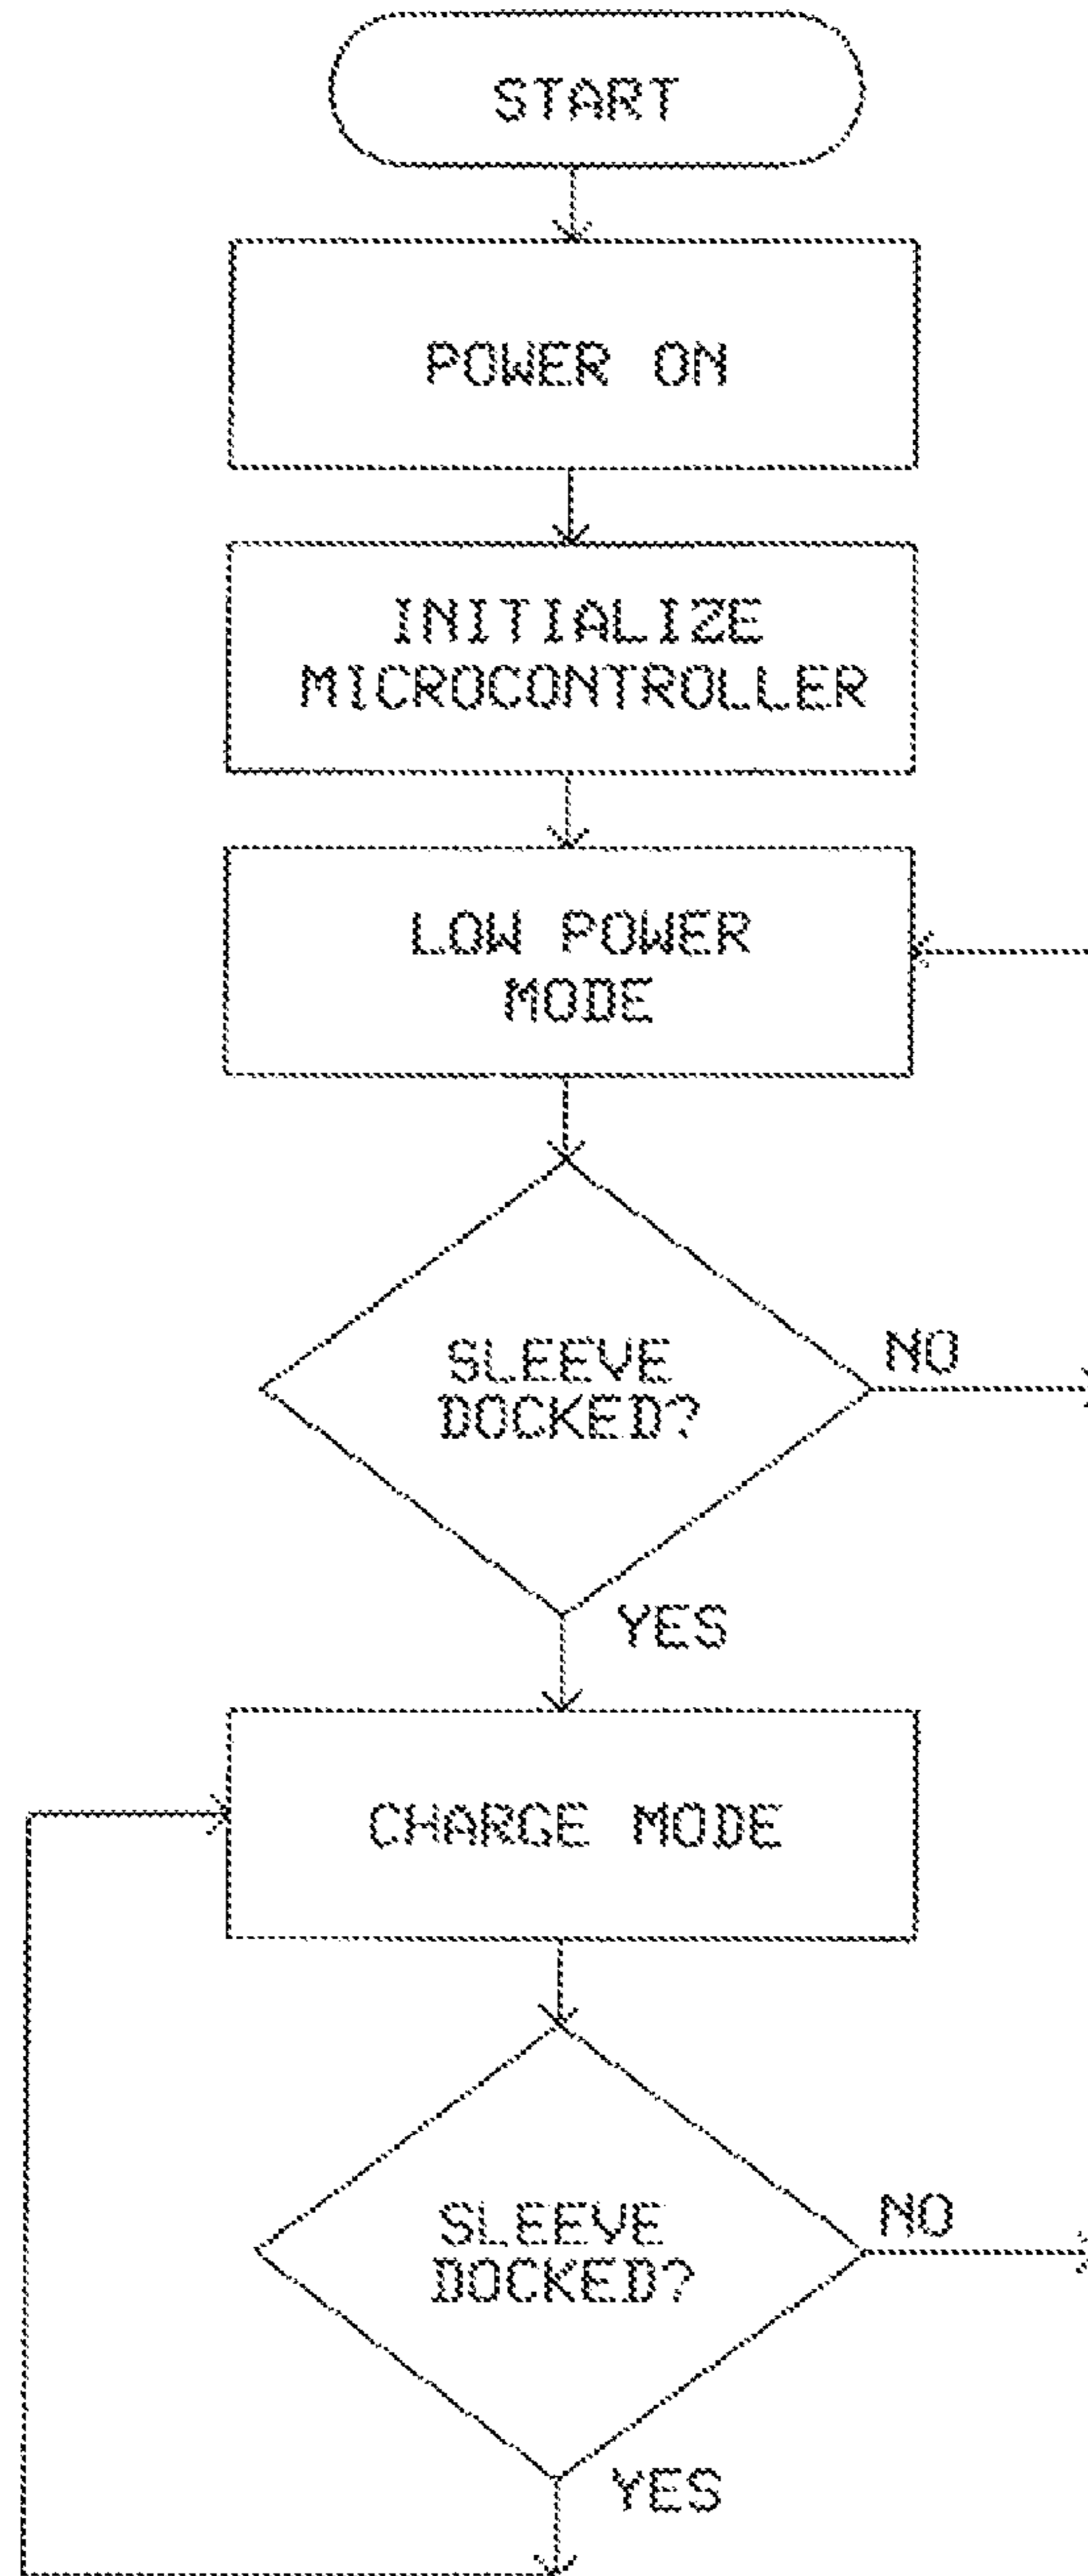 START
POWER ON
INITIALIZE
MICROCONTROLLER
LOW POWER
MODE
SLEEVE
DOCKED?
NO
YES
CHARGE MODE
SLEEVE
DOCKED?
NO
YES